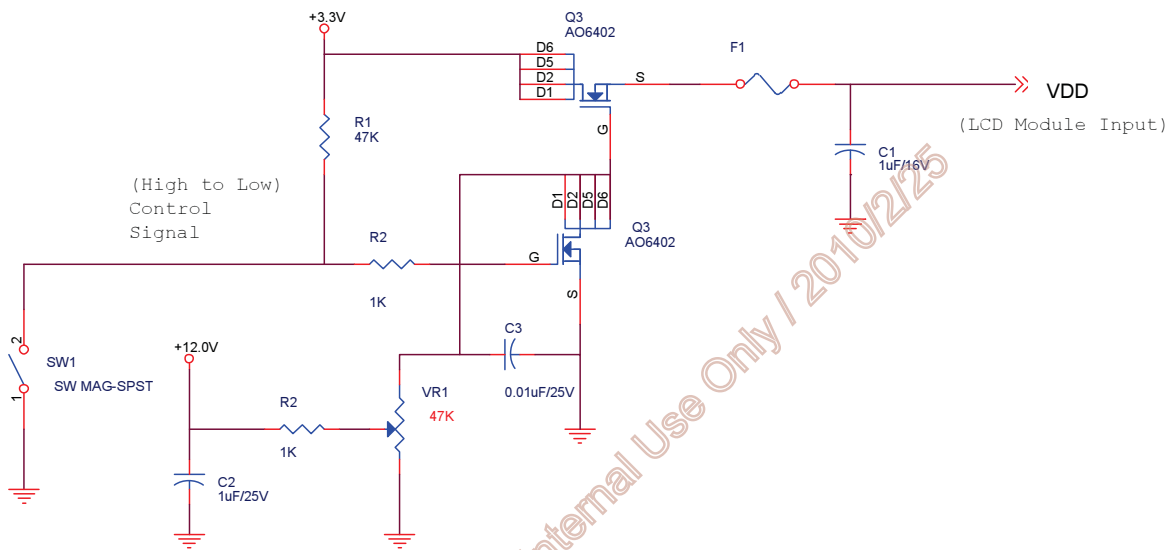 +3.3V
Q3
AO6402
D6
D5
D2
D1
S
G
F1
VDD
(LCD Module Input)
R1
47K
C1
1uF/16V
(High to Low)
Control
Signal
D1
D2
D5
D6
Q3
AO6402
R2
1K
G
S
2
SW1
SW MAG-SPST
1
+12.0V
C3
0.01uF/25V
R2
1K
VR1
47K
C2
1uF/25V
nternal Use Only / 2010/2/25